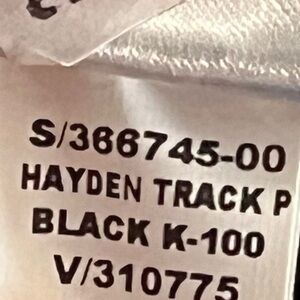 S/366745-00
HAYDEN TRACK P
BLACK K-100
V/310775